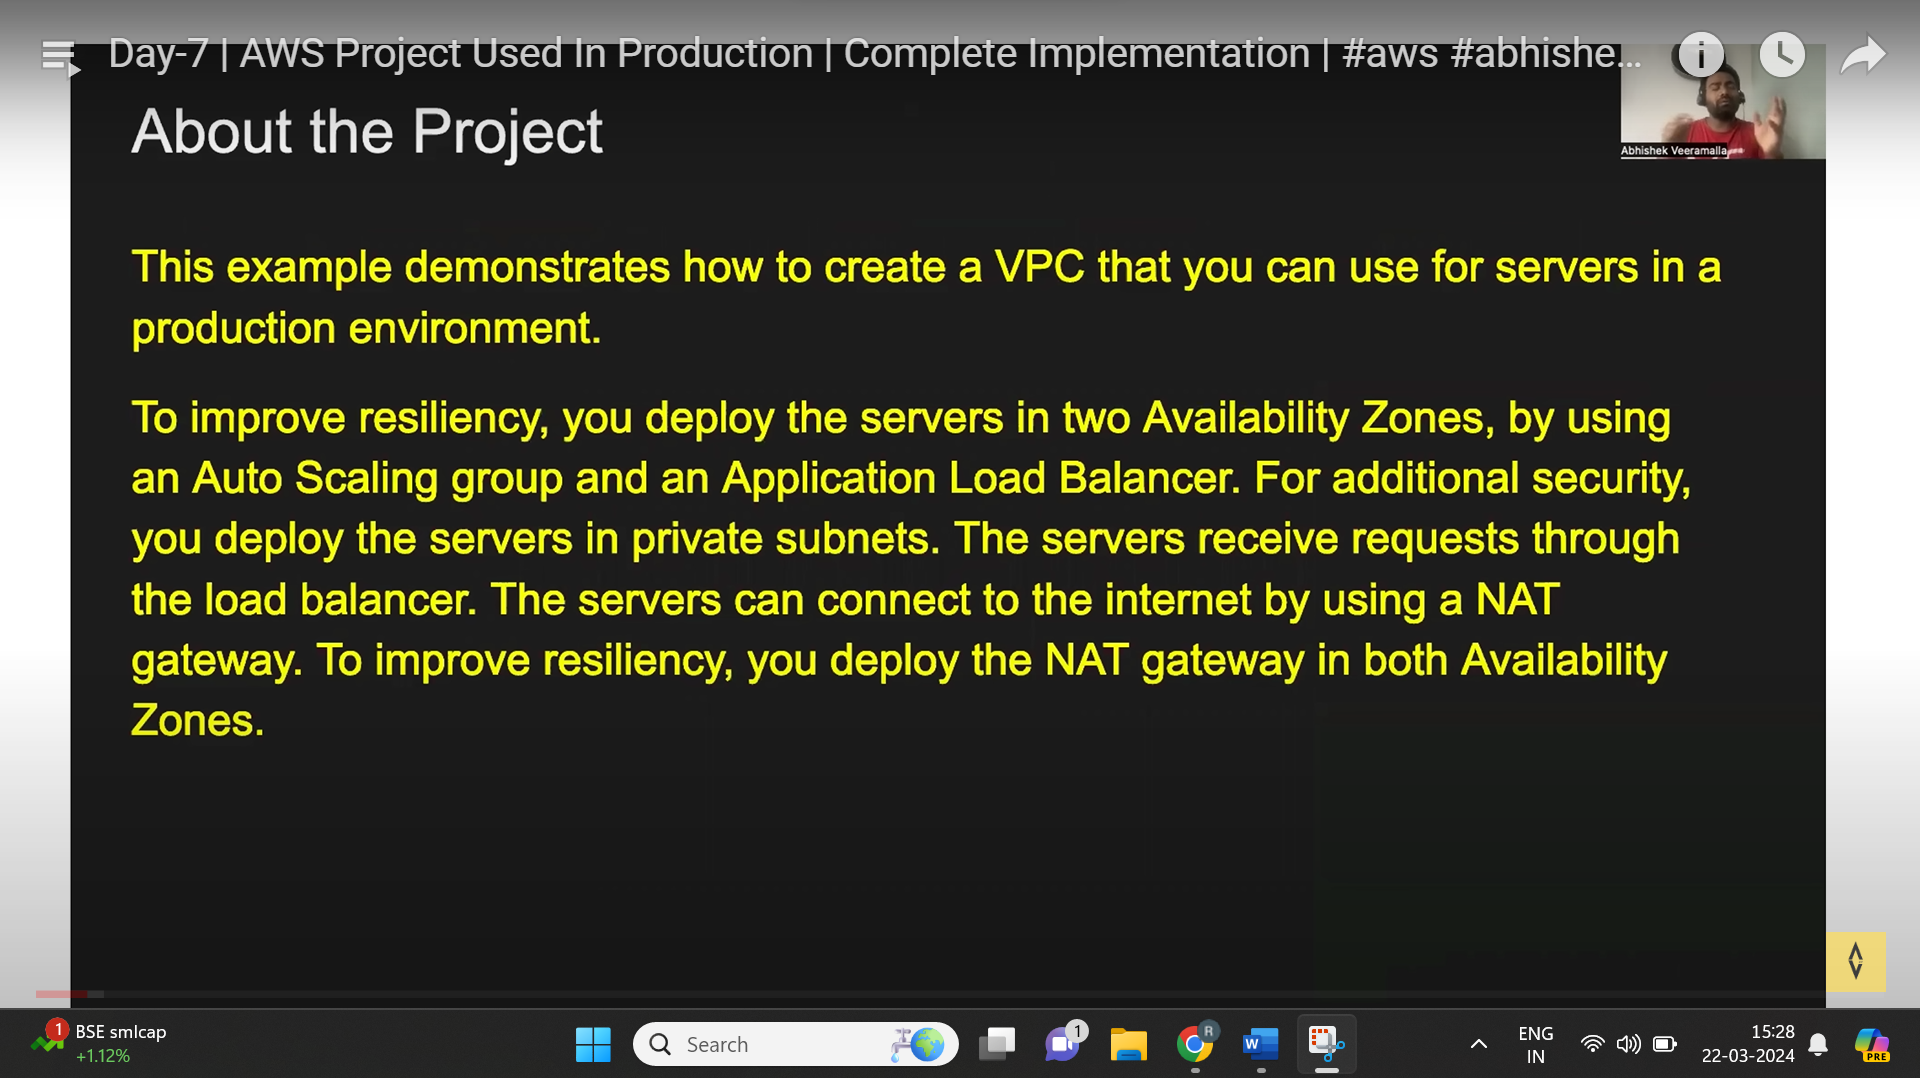 Day-7 | AWS Project Used In Production | Complete Implementation | #aws #abhishe...
About the Project
Abhishek Veeramalla
This example demonstrates how to create a VPC that you can use for servers in a
production environment.
To improve resiliency, you deploy the servers in two Availability Zones, by using
an Auto Scaling group and an Application Load Balancer. For additional security,
you deploy the servers in private subnets. The servers receive requests through
the load balancer. The servers can connect to the internet by using a NAT
gateway. To improve resiliency, you deploy the NAT gateway in both Availability
Zones.
1
BSE smlcap
+1.12%
Search
1
R
W
ENG
IN
15:28
22-03-2024
PRE